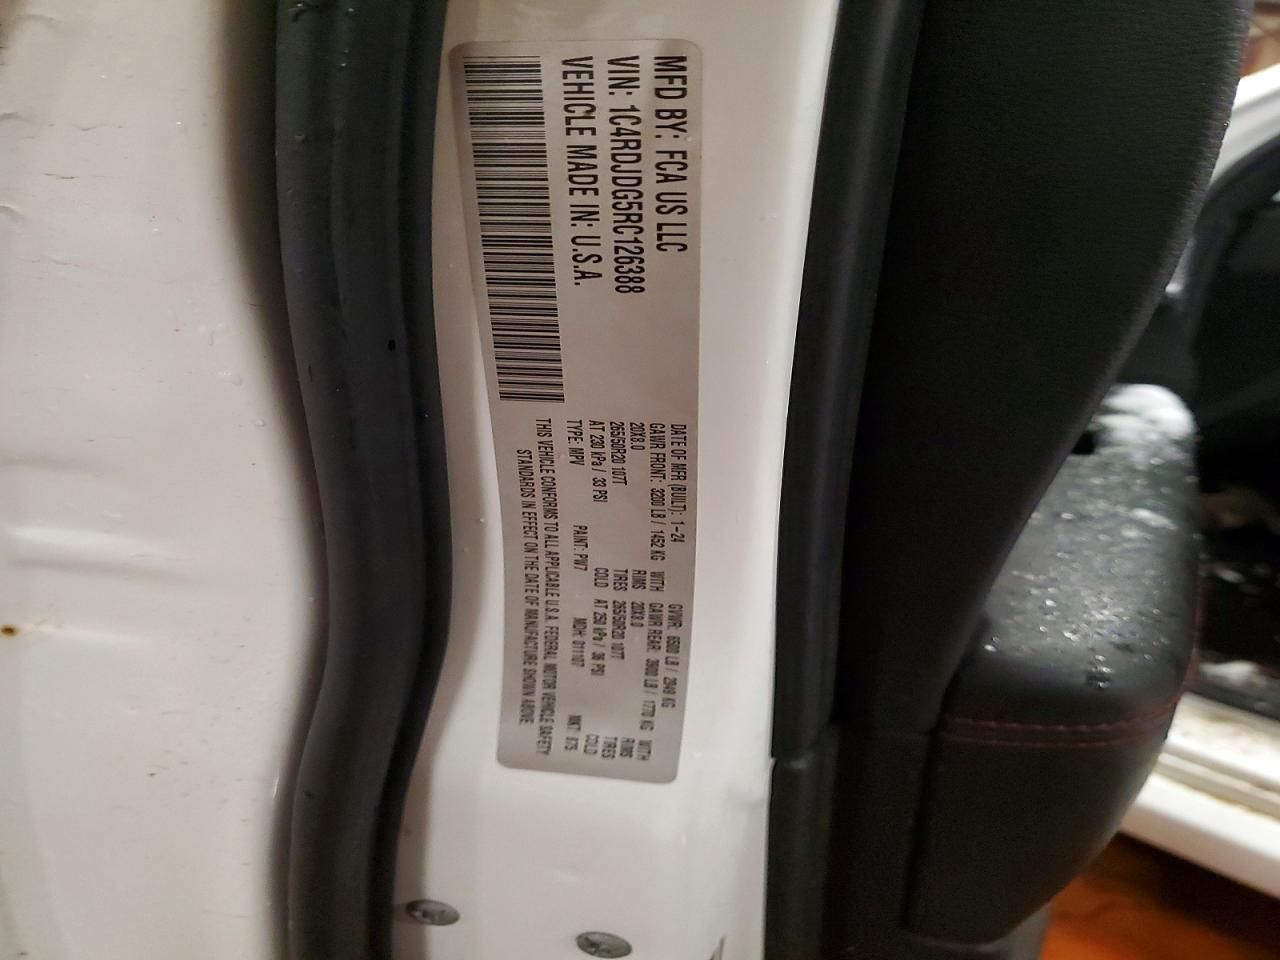 MFD BY: FCA US LLC
VIN: 1C4RDJDG5RC126388
VEHICLE MADE IN: U.S.A.
DATE OF MFR (BUILT): 1-24 GVWR: 6500 LB / 2949 KG
GAWR FRONT: 3200 LB / 1452 KG WITH GAWR REAR: 3900 LB / 1770 KG WITH
20X8.0 RIMS 20X8.0 RIMS
265/50R20 107T TIRES 265/50R20 107T TIRES
AT 230 kPa / 33 PSI COLD AT 250 kPa / 36 PSI COLD
TYPE: MPV PAINT: PW7 MDH: 011107 MKT: 875
THIS VEHICLE CONFORMS TO ALL APPLICABLE U.S.A. FEDERAL MOTOR VEHICLE SAFETY
STANDARDS IN EFFECT ON THE DATE OF MANUFACTURE SHOWN ABOVE.